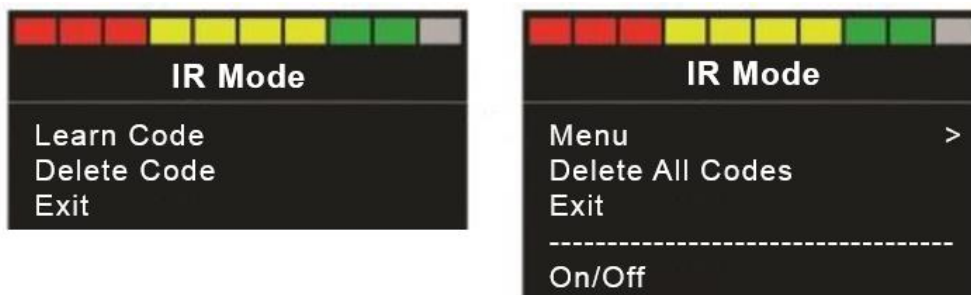 IR Mode
Learn Code
Delete Code
Exit
IR Mode
Menu >
Delete All Codes
Exit
-----------------------------------
On/Off